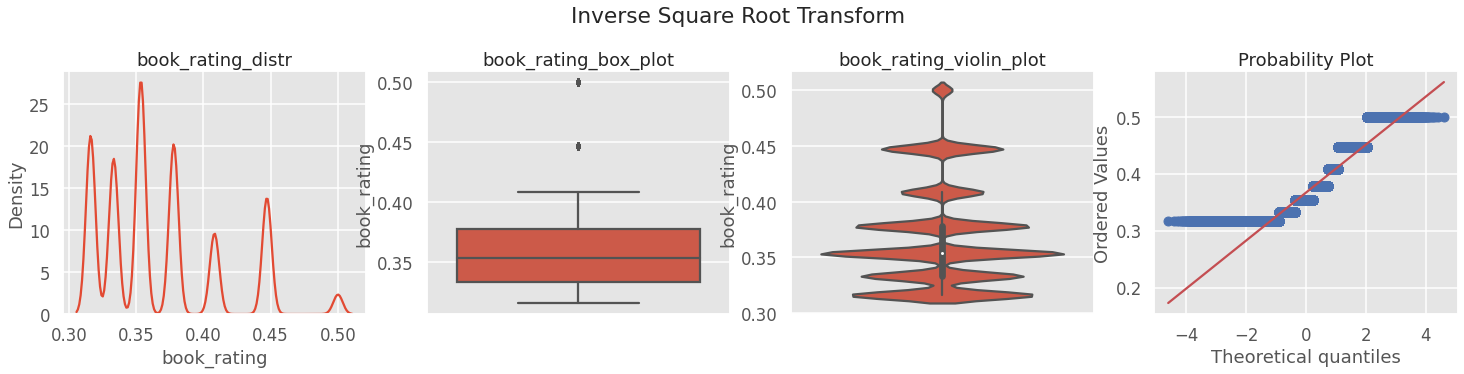 Inverse Square Root Transform
book_rating_distr
Density
25
20
15
10
5
0
0.30
0.35
0.40
0.45
0.50
book_rating
book_rating_box_plot
book_rating
0.50
0.45
0.40
0.35
book_rating_violin_plot
book_rating
0.50
0.45
0.40
0.35
0.30
Probability Plot
Ordered Values
0.5
0.4
0.3
0.2
−4
−2
0
2
4
Theoretical quantiles